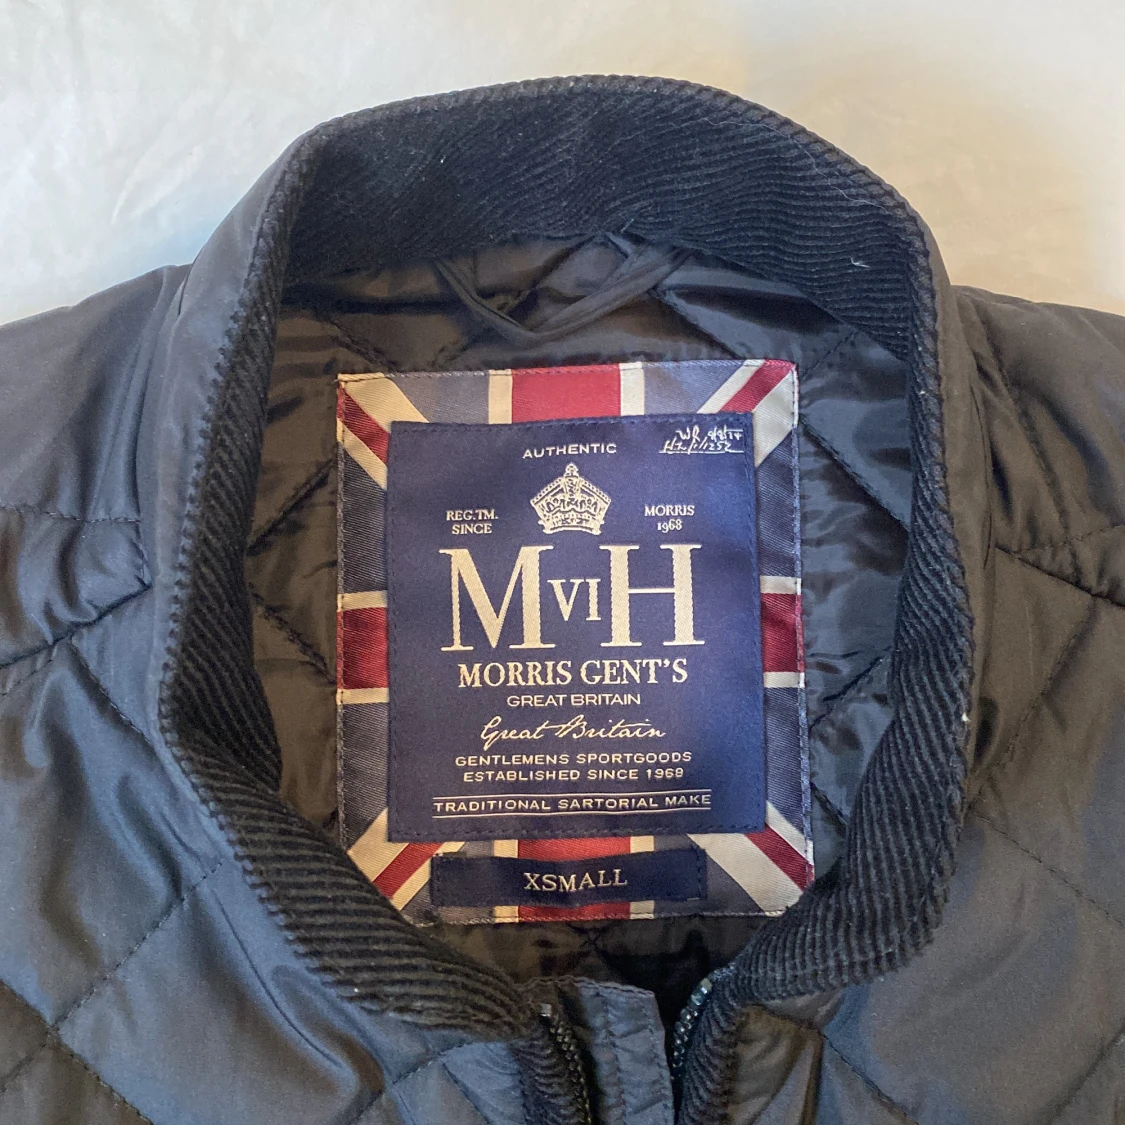 AUTHENTIC
REG.TM. SINCE
MORRIS 1968
MVIH
MORRIS GENT'S
GREAT BRITAIN
Great Britain
GENTLEMENS SPORTGOODS
ESTABLISHED SINCE 1969
TRADITIONAL SARTORIAL MAKE
XSMALL